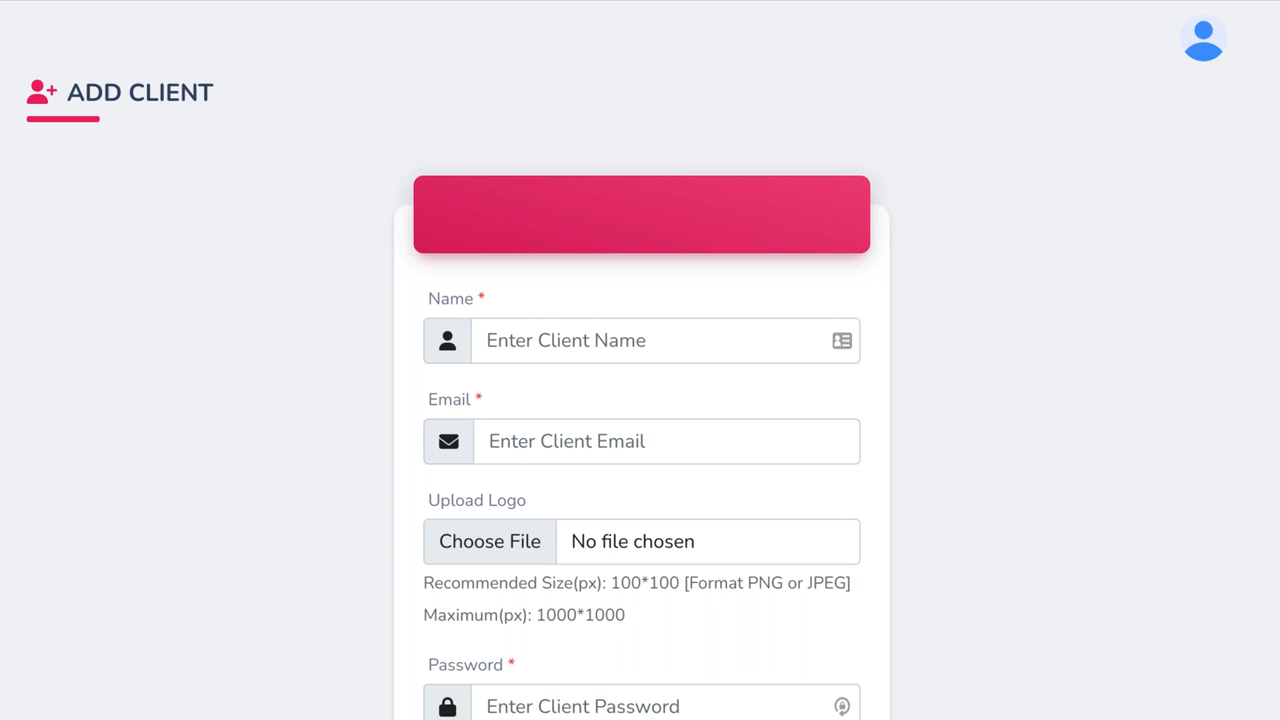 ADD CLIENT
Name *
Enter Client Name
Email *
Enter Client Email
Upload Logo
Choose File No file chosen
Recommended Size(px): 100*100 [Format PNG or JPEG]
Maximum(px): 1000*1000
Password *
Enter Client Password